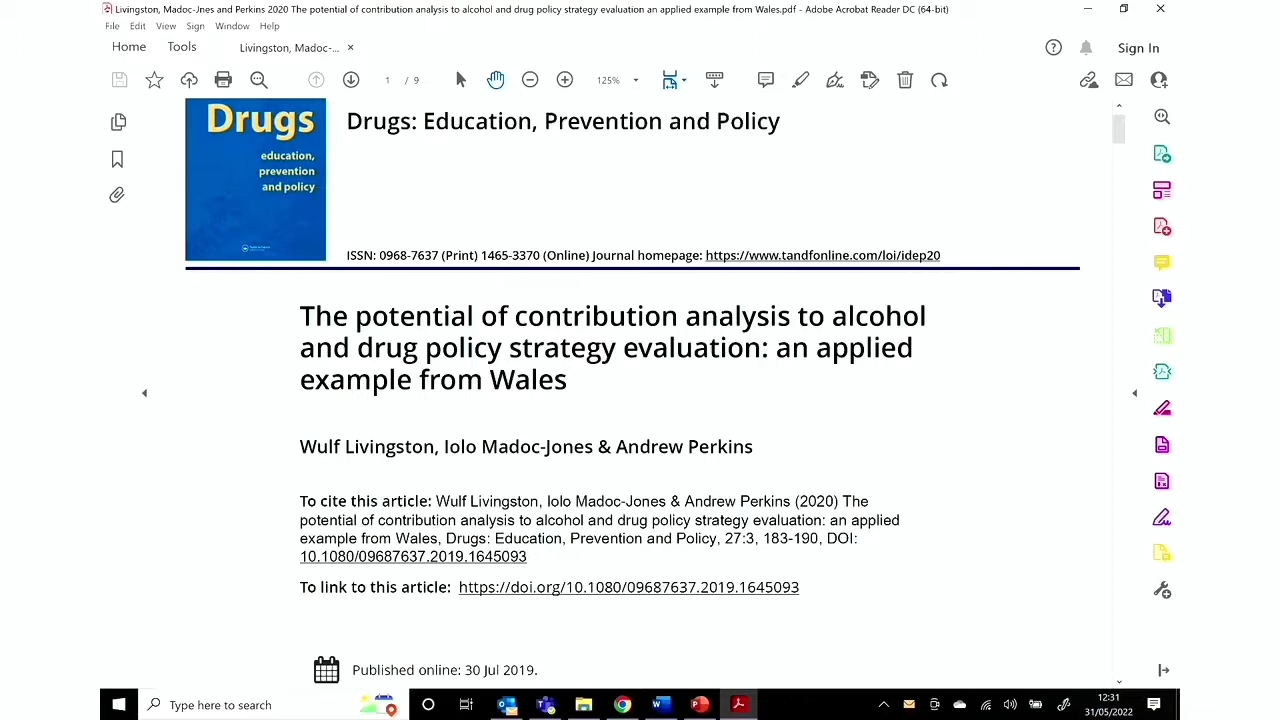 Livingston, Madoc-Jnes and Perkins 2020 The potential of contribution analysis to alcohol and drug policy strategy evaluation an applied example from Wales.pdf - Adobe Acrobat Reader DC (64-bit)
File Edit View Sign Window Help
Home Tools Livingston, Madoc-... × Sign In
1 / 9 125%
Drugs
education,
prevention
and policy
Drugs: Education, Prevention and Policy
ISSN: 0968-7637 (Print) 1465-3370 (Online) Journal homepage: https://www.tandfonline.com/loi/idep20
The potential of contribution analysis to alcohol
and drug policy strategy evaluation: an applied
example from Wales
Wulf Livingston, Iolo Madoc-Jones & Andrew Perkins
To cite this article: Wulf Livingston, Iolo Madoc-Jones & Andrew Perkins (2020) The
potential of contribution analysis to alcohol and drug policy strategy evaluation: an applied
example from Wales, Drugs: Education, Prevention and Policy, 27:3, 183-190, DOI:
10.1080/09687637.2019.1645093
To link to this article: https://doi.org/10.1080/09687637.2019.1645093
Published online: 30 Jul 2019.
Type here to search
12:31
31/05/2022